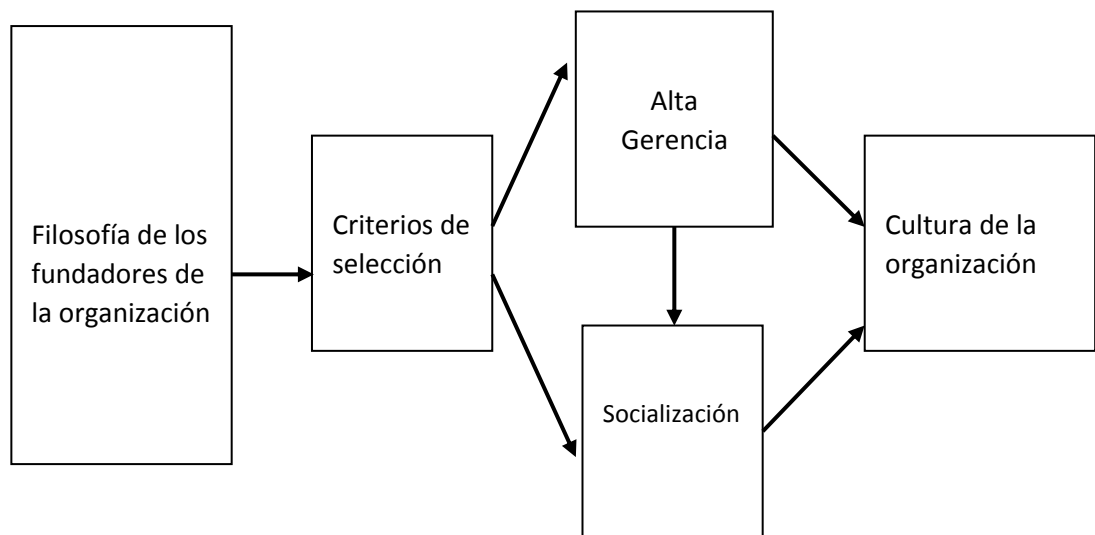 Filosofía de los
fundadores de
la organización
Criterios de
selección
Alta
Gerencia
Socialización
Cultura de la
organización